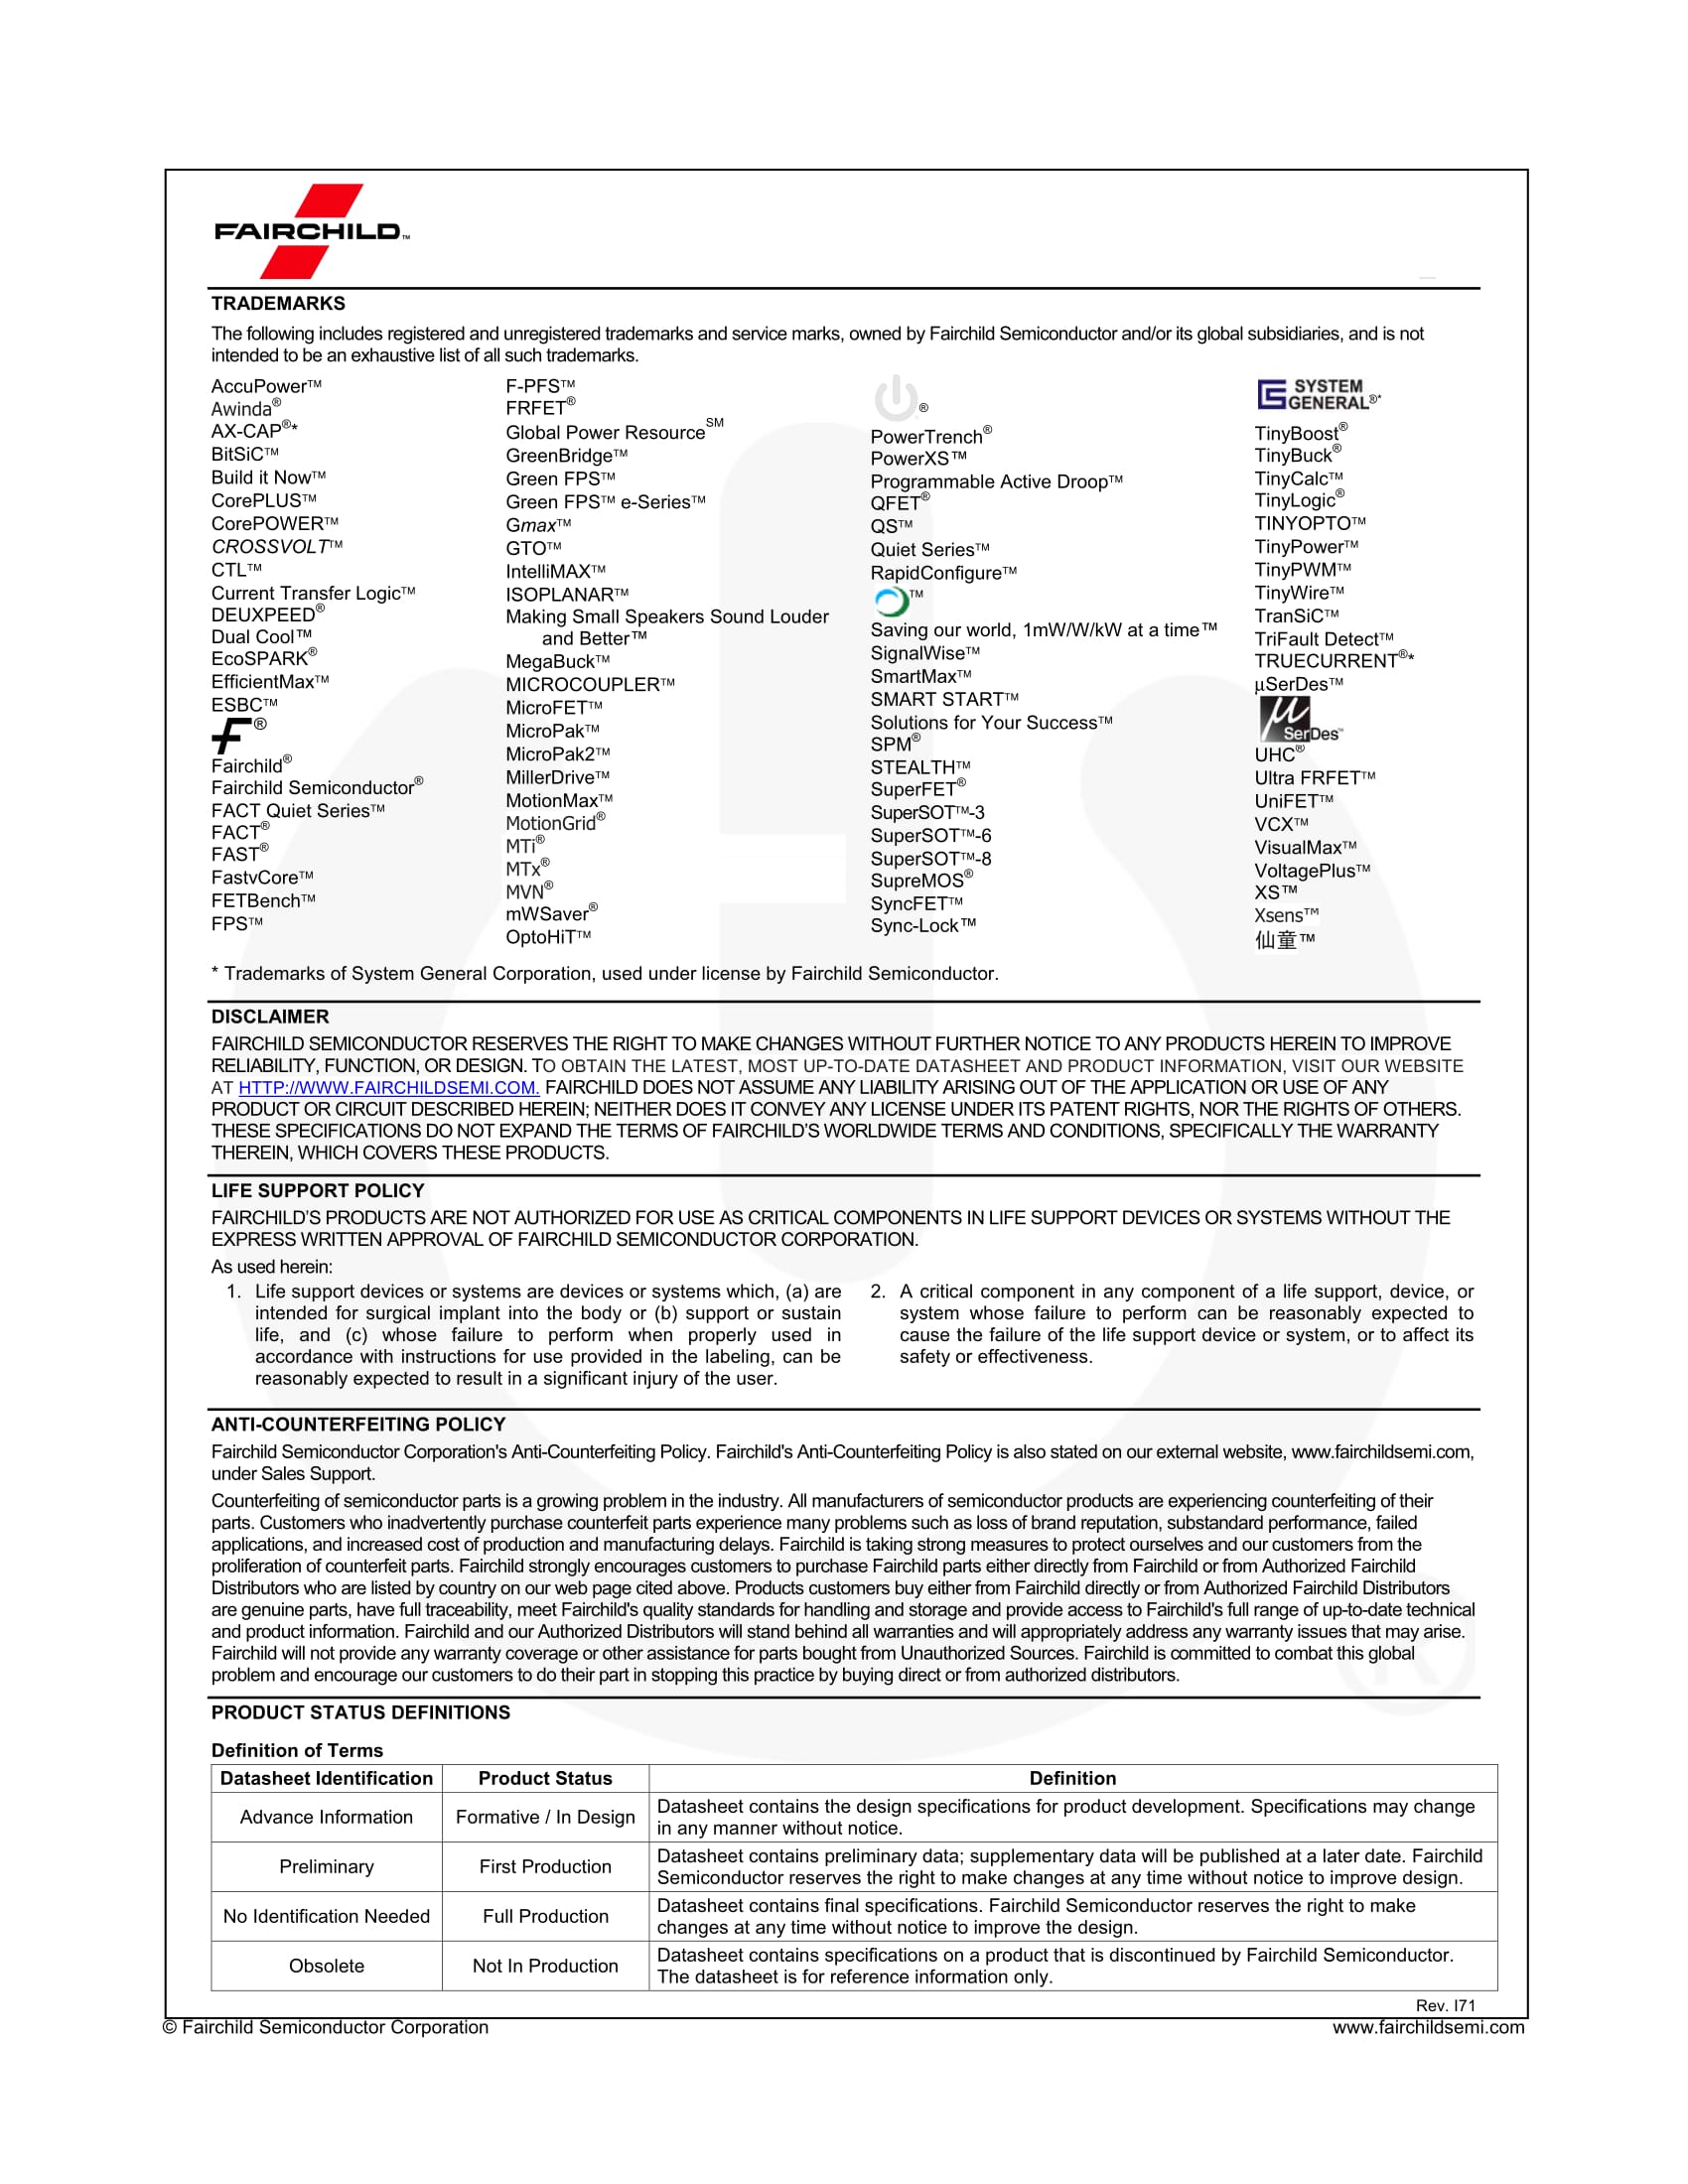 FAIRCHILD™
TRADEMARKS
The following includes registered and unregistered trademarks and service marks, owned by Fairchild Semiconductor and/or its global subsidiaries, and is not
intended to be an exhaustive list of all such trademarks.
AccuPower™
Awinda®
AX-CAP®*
BitSiC™
Build it Now™
CorePLUS™
CorePOWER™
CROSSVOLT™
CTL™
Current Transfer Logic™
DEUXPEED®
Dual Cool™
EcoSPARK®
EfficientMax™
ESBC™
F®
Fairchild®
Fairchild Semiconductor®
FACT Quiet Series™
FACT®
FAST®
FastvCore™
FETBench™
FPS™
F-PFS™
FRFET®
Global Power Resource℠
GreenBridge™
Green FPS™
Green FPS™ e-Series™
Gmax™
GTO™
IntelliMAX™
ISOPLANAR™
Making Small Speakers Sound Louder
and Better™
MegaBuck™
MICROCOUPLER™
MicroFET™
MicroPak™
MicroPak2™
MillerDrive™
MotionMax™
MotionGrid®
MTi®
MTx®
MVN®
mWSaver®
OptoHiT™
®
PowerTrench®
PowerXS™
Programmable Active Droop™
QFET®
QS™
Quiet Series™
RapidConfigure™
™
Saving our world, 1mW/W/kW at a time™
SignalWise™
SmartMax™
SMART START™
Solutions for Your Success™
SPM®
STEALTH™
SuperFET®
SuperSOT™-3
SuperSOT™-6
SuperSOT™-8
SupreMOS®
SyncFET™
Sync-Lock™
SYSTEM
GENERAL®*
TinyBoost®
TinyBuck®
TinyCalc™
TinyLogic®
TINYOPTO™
TinyPower™
TinyPWM™
TinyWire™
TranSiC™
TriFault Detect™
TRUECURRENT®*
µSerDes™
µ
SerDes™
UHC®
Ultra FRFET™
UniFET™
VCX™
VisualMax™
VoltagePlus™
XS™
Xsens™
仙童™
* Trademarks of System General Corporation, used under license by Fairchild Semiconductor.
DISCLAIMER
FAIRCHILD SEMICONDUCTOR RESERVES THE RIGHT TO MAKE CHANGES WITHOUT FURTHER NOTICE TO ANY PRODUCTS HEREIN TO IMPROVE
RELIABILITY, FUNCTION, OR DESIGN. TO OBTAIN THE LATEST, MOST UP-TO-DATE DATASHEET AND PRODUCT INFORMATION, VISIT OUR WEBSITE
AT HTTP://WWW.FAIRCHILDSEMI.COM. FAIRCHILD DOES NOT ASSUME ANY LIABILITY ARISING OUT OF THE APPLICATION OR USE OF ANY
PRODUCT OR CIRCUIT DESCRIBED HEREIN; NEITHER DOES IT CONVEY ANY LICENSE UNDER ITS PATENT RIGHTS, NOR THE RIGHTS OF OTHERS.
THESE SPECIFICATIONS DO NOT EXPAND THE TERMS OF FAIRCHILD'S WORLDWIDE TERMS AND CONDITIONS, SPECIFICALLY THE WARRANTY
THEREIN, WHICH COVERS THESE PRODUCTS.
LIFE SUPPORT POLICY
FAIRCHILD'S PRODUCTS ARE NOT AUTHORIZED FOR USE AS CRITICAL COMPONENTS IN LIFE SUPPORT DEVICES OR SYSTEMS WITHOUT THE
EXPRESS WRITTEN APPROVAL OF FAIRCHILD SEMICONDUCTOR CORPORATION.
As used herein:
1. Life support devices or systems are devices or systems which, (a) are
intended for surgical implant into the body or (b) support or sustain
life, and (c) whose failure to perform when properly used in
accordance with instructions for use provided in the labeling, can be
reasonably expected to result in a significant injury of the user.
2. A critical component in any component of a life support, device, or
system whose failure to perform can be reasonably expected to
cause the failure of the life support device or system, or to affect its
safety or effectiveness.
ANTI-COUNTERFEITING POLICY
Fairchild Semiconductor Corporation's Anti-Counterfeiting Policy. Fairchild's Anti-Counterfeiting Policy is also stated on our external website, www.fairchildsemi.com,
under Sales Support.
Counterfeiting of semiconductor parts is a growing problem in the industry. All manufacturers of semiconductor products are experiencing counterfeiting of their
parts. Customers who inadvertently purchase counterfeit parts experience many problems such as loss of brand reputation, substandard performance, failed
applications, and increased cost of production and manufacturing delays. Fairchild is taking strong measures to protect ourselves and our customers from the
proliferation of counterfeit parts. Fairchild strongly encourages customers to purchase Fairchild parts either directly from Fairchild or from Authorized Fairchild
Distributors who are listed by country on our web page cited above. Products customers buy either from Fairchild directly or from Authorized Fairchild Distributors
are genuine parts, have full traceability, meet Fairchild's quality standards for handling and storage and provide access to Fairchild's full range of up-to-date technical
and product information. Fairchild and our Authorized Distributors will stand behind all warranties and will appropriately address any warranty issues that may arise.
Fairchild will not provide any warranty coverage or other assistance for parts bought from Unauthorized Sources. Fairchild is committed to combat this global
problem and encourage our customers to do their part in stopping this practice by buying direct or from authorized distributors.
PRODUCT STATUS DEFINITIONS
Definition of Terms
Datasheet Identification Product Status Definition
Advance Information Formative / In Design Datasheet contains the design specifications for product development. Specifications may change
in any manner without notice.
Preliminary First Production Datasheet contains preliminary data; supplementary data will be published at a later date. Fairchild
Semiconductor reserves the right to make changes at any time without notice to improve design.
No Identification Needed Full Production Datasheet contains final specifications. Fairchild Semiconductor reserves the right to make
changes at any time without notice to improve the design.
Obsolete Not In Production Datasheet contains specifications on a product that is discontinued by Fairchild Semiconductor.
The datasheet is for reference information only.
Rev. I71
© Fairchild Semiconductor Corporation www.fairchildsemi.com